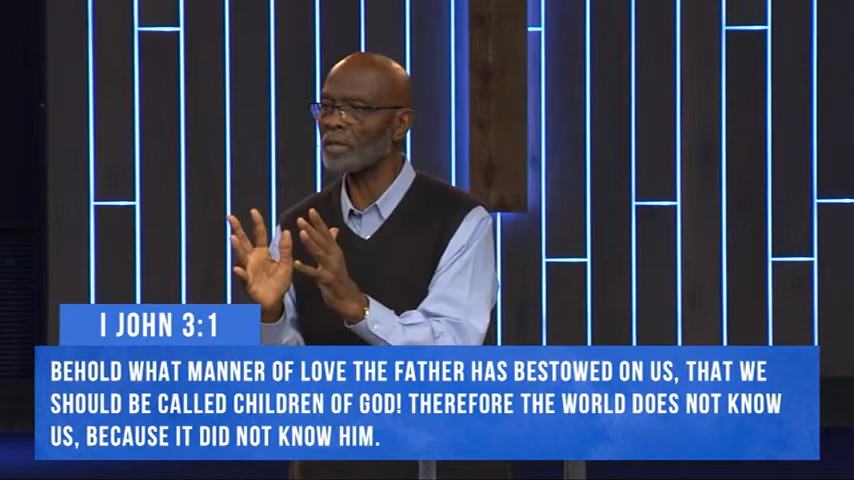 I JOHN 3:1
BEHOLD WHAT MANNER OF LOVE THE FATHER HAS BESTOWED ON US, THAT WE
SHOULD BE CALLED CHILDREN OF GOD! THEREFORE THE WORLD DOES NOT KNOW
US, BECAUSE IT DID NOT KNOW HIM.